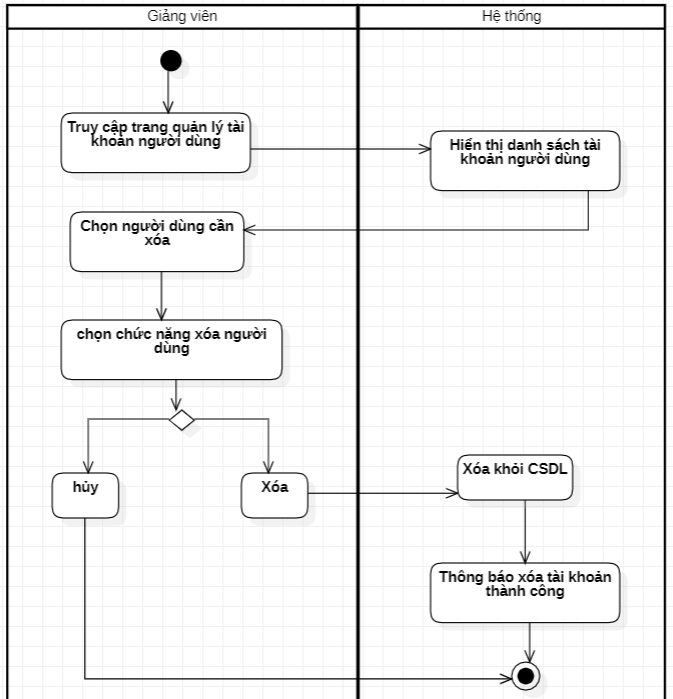 Giảng viên
Hệ thống
Truy cập trang quản lý tài
khoản người dùng
Hiển thị danh sách tài
khoản người dùng
Chọn người dùng cần
xóa
chọn chức năng xóa người
dùng
hủy
Xóa
Xóa khỏi CSDL
Thông báo xóa tài khoản
thành công